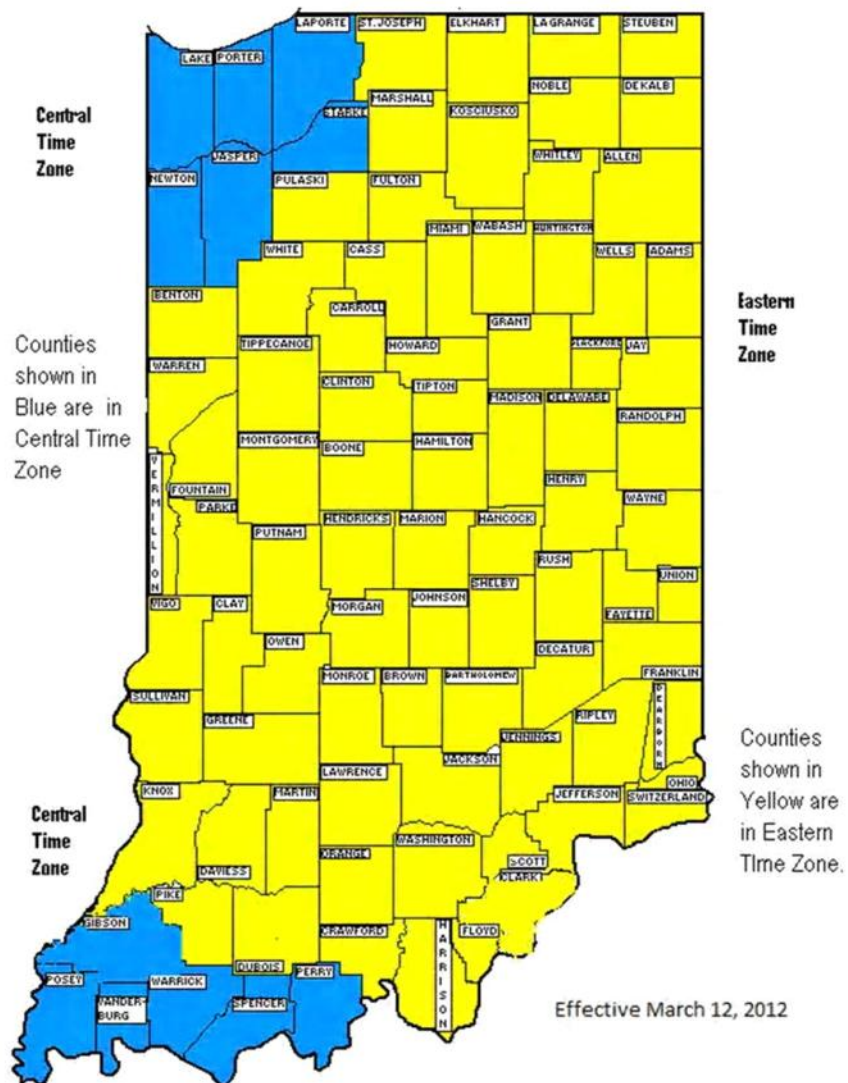 LAPORTE ST. JOSEPH ELKHART LAGRANGE STEUBEN
LAKE PORTER
NOBLE DEKALB
MARSHALL
STARKE KOSCIUSKO
Central
Time
Zone
JASPER WHITLEY ALLEN
NEWTON PULASKI FULTON
MIAMI WABASH HUNTINGTON
WHITE CASS WELLS ADAMS
BENTON
CARROLL
Eastern
Time
Zone
GRANT
TIPPECANOE HOWARD BLACKFORD JAY
Counties
shown in
Blue are in
Central Time
Zone
WARREN
CLINTON TIPTON
MADISON DELAWARE
RANDOLPH
MONTGOMERY BOONE HAMILTON
VERMILLION
HENRY
FOUNTAIN
PARKE WAYNE
HENDRICKS MARION HANCOCK
PUTNAM
RUSH
UNION
SHELBY
VIGO CLAY MORGAN JOHNSON
FAYETTE
OWEN DECATUR
MONROE BROWN BARTHOLOMEW FRANKLIN
SULLIVAN
DEARBORN
GREENE RIPLEY
JENNINGS
JACKSON
LAWRENCE
Counties
shown in
Yellow are
in Eastern
TIme Zone.
OHIO
KNOX MARTIN JEFFERSON SWITZERLAND
Central
Time
Zone
WASHINGTON
ORANGE SCOTT
DAVIESS CLARK
PIKE
GIBSON CRAWFORD HARRISON FLOYD
DUBOIS PERRY
POSEY WARRICK
VANDER-
BURG
SPENCER
Effective March 12, 2012